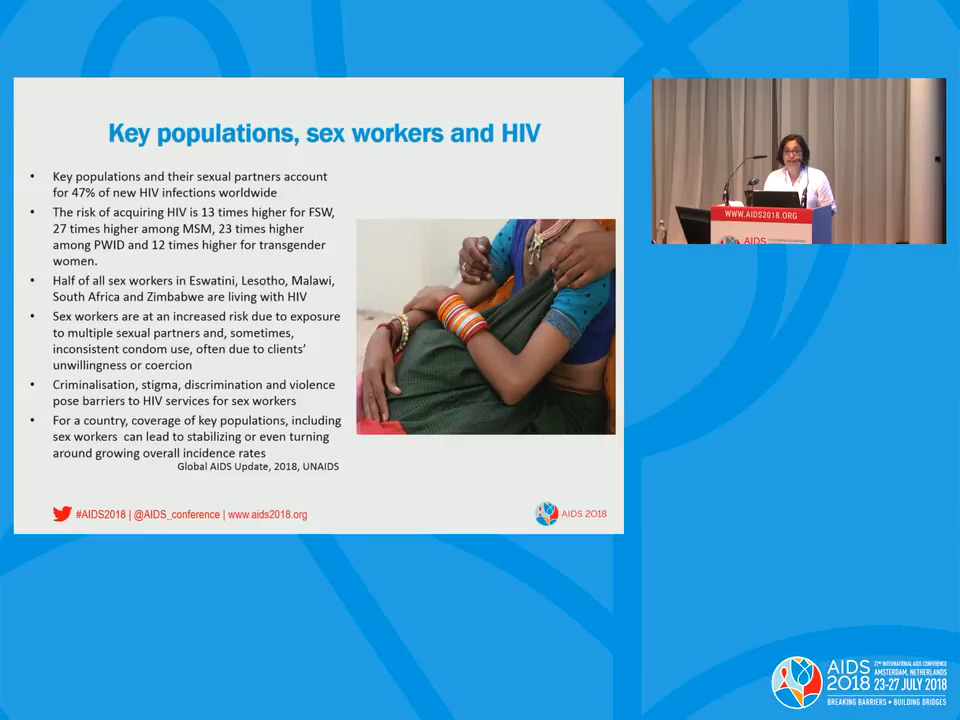 Key populations, sex workers and HIV
• Key populations and their sexual partners account
for 47% of new HIV infections worldwide
• The risk of acquiring HIV is 13 times higher for FSW,
27 times higher among MSM, 23 times higher
among PWID and 12 times higher for transgender
women.
• Half of all sex workers in Eswatini, Lesotho, Malawi,
South Africa and Zimbabwe are living with HIV
• Sex workers are at an increased risk due to exposure
to multiple sexual partners and, sometimes,
inconsistent condom use, often due to clients’
unwillingness or coercion
• Criminalisation, stigma, discrimination and violence
pose barriers to HIV services for sex workers
• For a country, coverage of key populations, including
sex workers can lead to stabilizing or even turning
around growing overall incidence rates
Global AIDS Update, 2018, UNAIDS
#AIDS2018 | @AIDS_conference | www.aids2018.org
AIDS 2018
WWW.AIDS2018.ORG
AIDS
AIDS
2018
22ND INTERNATIONAL AIDS CONFERENCE
AMSTERDAM, NETHERLANDS
23-27 JULY 2018
BREAKING BARRIERS • BUILDING BRIDGES